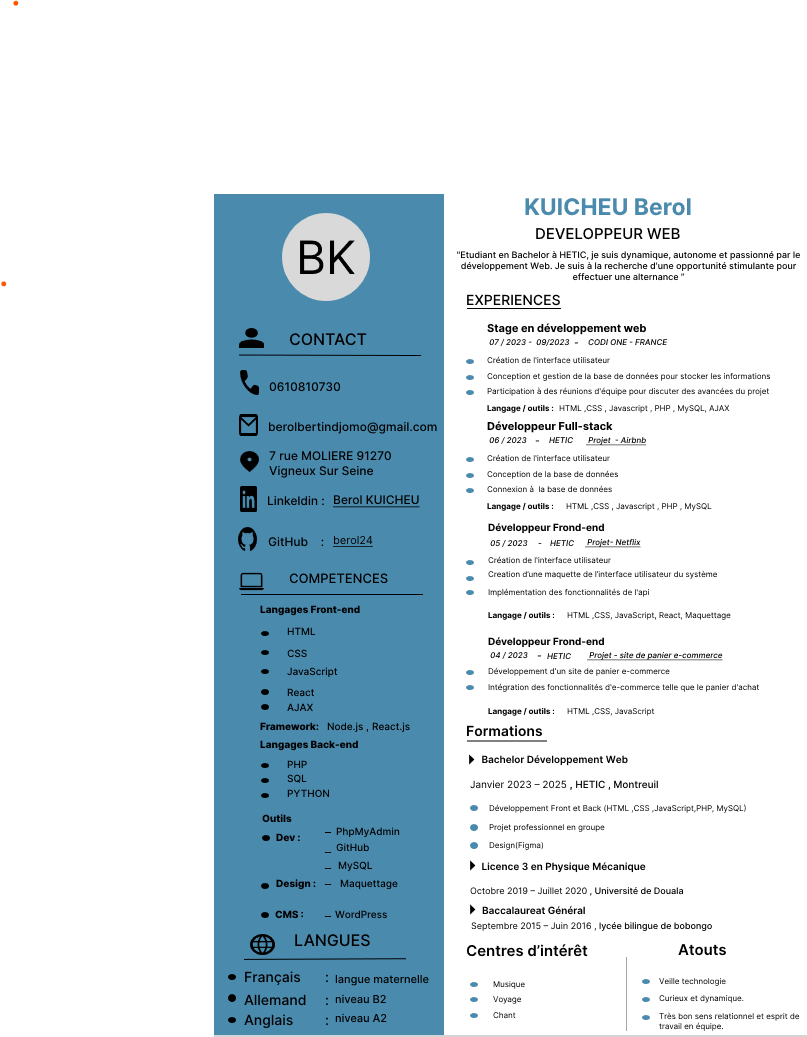 BK
CONTACT
0610810730
berolbertindjomo@gmail.com
7 rue MOLIERE 91270
Vigneux Sur Seine
Linkeldin : Berol KUICHEU
GitHub : berol24
COMPETENCES
Langages Front-end
HTML
CSS
JavaScript
React
AJAX
Framework: Node.js , React.js
Langages Back-end
PHP
SQL
PYTHON
Outils
Dev : – PhpMyAdmin
– GitHub
– MySQL
Design : – Maquettage
CMS : – WordPress
LANGUES
Français : langue maternelle
Allemand : niveau B2
Anglais : niveau A2
KUICHEU Berol
DEVELOPPEUR WEB
"Etudiant en Bachelor à HETIC, je suis dynamique, autonome et passionné par le
développement Web. Je suis à la recherche d'une opportunité stimulante pour
effectuer une alternance "
EXPERIENCES
Stage en développement web
07 / 2023 - 09/2023 - CODI ONE - FRANCE
Création de l'interface utilisateur
Conception et gestion de la base de données pour stocker les informations
Participation à des réunions d'équipe pour discuter des avancées du projet
Langage / outils : HTML ,CSS , Javascript , PHP , MySQL, AJAX
Développeur Full-stack
06 / 2023 - HETIC Projet - Airbnb
Création de l'interface utilisateur
Conception de la base de données
Connexion à la base de données
Langage / outils : HTML ,CSS , Javascript , PHP , MySQL
Développeur Frond-end
05 / 2023 - HETIC Projet- Netflix
Création de l'interface utilisateur
Creation d'une maquette de l'interface utilisateur du système
Implémentation des fonctionnalités de l'api
Langage / outils : HTML ,CSS, JavaScript, React, Maquettage
Développeur Frond-end
04 / 2023 - HETIC Projet - site de panier e-commerce
Développement d'un site de panier e-commerce
Intégration des fonctionnalités d'e-commerce telle que le panier d'achat
Langage / outils : HTML ,CSS, JavaScript
Formations
Bachelor Développement Web
Janvier 2023 – 2025 , HETIC , Montreuil
Développement Front et Back (HTML ,CSS ,JavaScript,PHP, MySQL)
Projet professionnel en groupe
Design(Figma)
Licence 3 en Physique Mécanique
Octobre 2019 – Juillet 2020 , Université de Douala
Baccalaureat Général
Septembre 2015 – Juin 2016 , lycée bilingue de bobongo
Centres d'intérêt
Musique
Voyage
Chant
Atouts
Veille technologie
Curieux et dynamique.
Très bon sens relationnel et esprit de
travail en équipe.